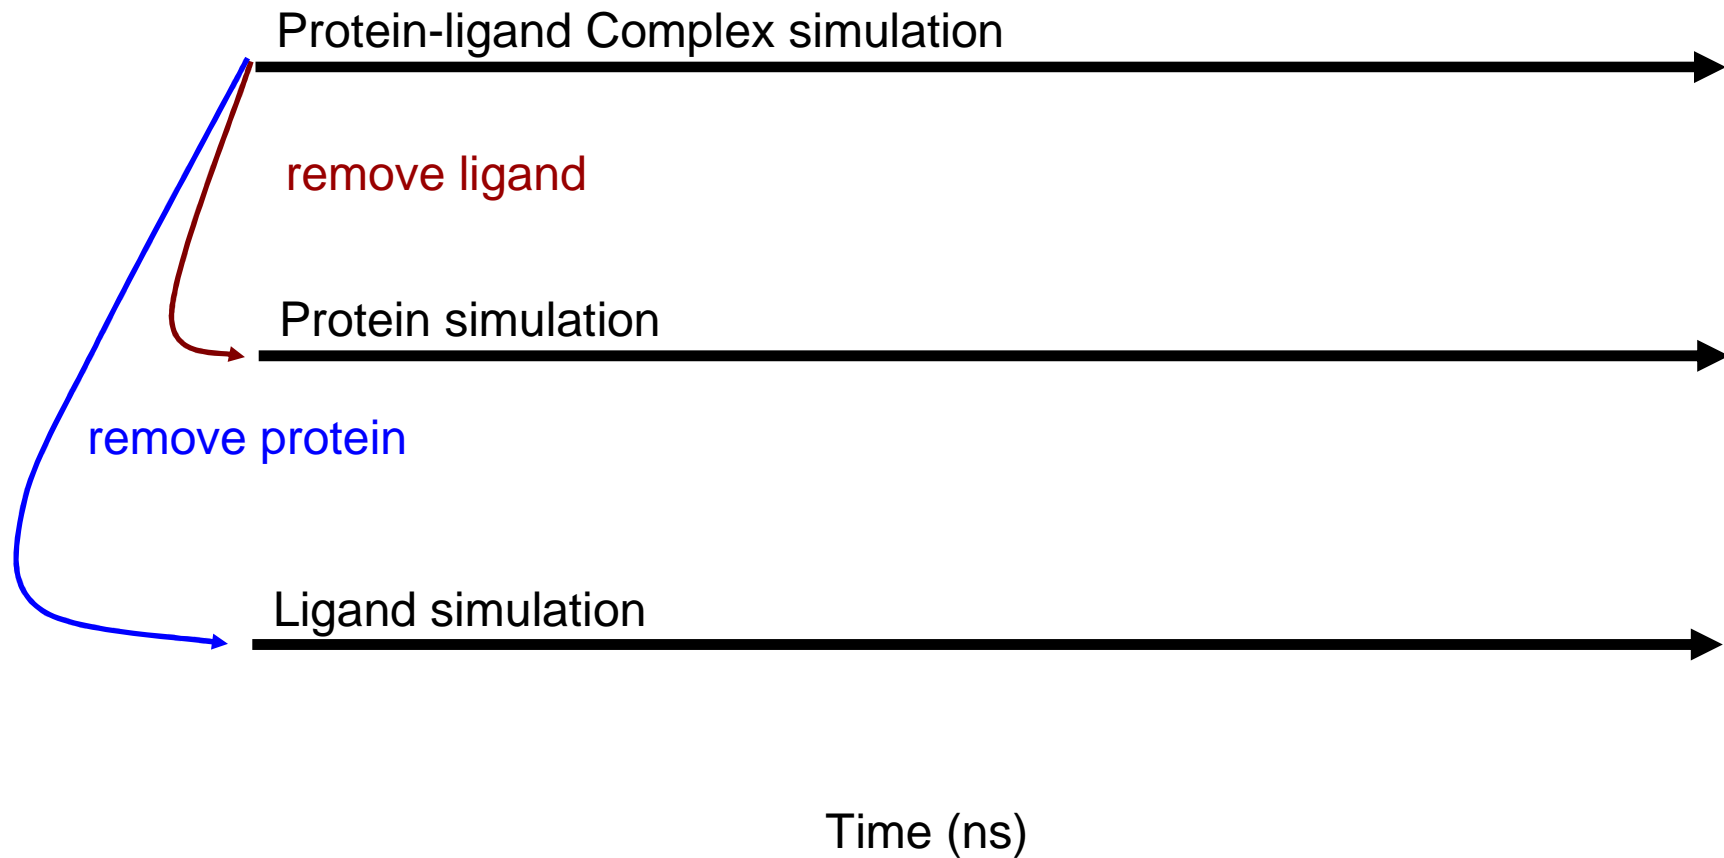 Protein-ligand Complex simulation
remove ligand
Protein simulation
remove protein
Ligand simulation
Time (ns)